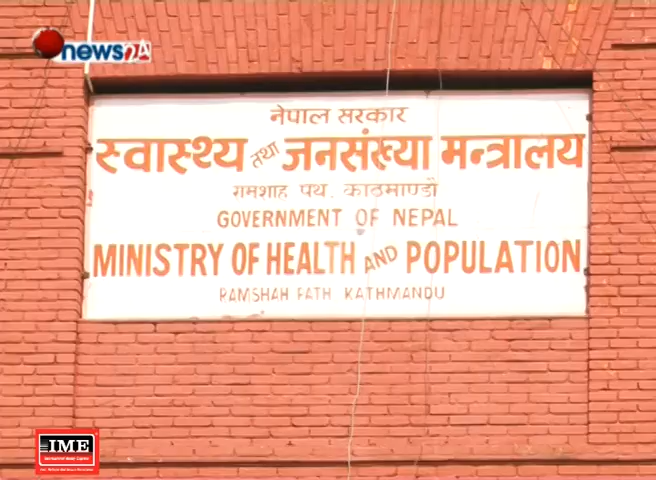 news24
नेपाल सरकार
स्वास्थ्य तथा जनसंख्या मन्त्रालय
रामशाह पथ, काठमाण्डौ
GOVERNMENT OF NEPAL
MINISTRY OF HEALTH AND POPULATION
RAMSHAH PATH KATHMANDU
IME